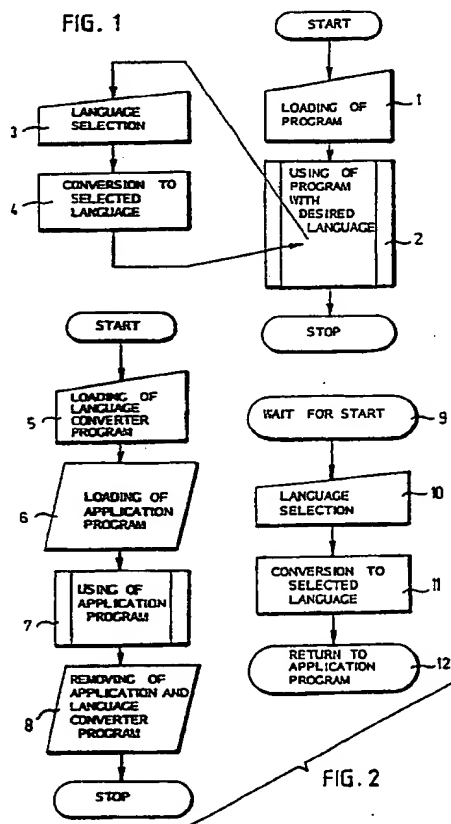 FIG. 1
START
LOADING OF
PROGRAM
1
LANGUAGE
SELECTION
3
CONVERSION TO
SELECTED
LANGUAGE
4
USING OF
PROGRAM
WITH
DESIRED
LANGUAGE
2
STOP
START
LOADING OF
LANGUAGE
CONVERTER
PROGRAM
5
LOADING OF
APPLICATION
PROGRAM
6
USING OF
APPLICATION
PROGRAM
7
REMOVING OF
APPLICATION AND
LANGUAGE
CONVERTER
PROGRAM
8
STOP
WAIT FOR START
9
LANGUAGE
SELECTION
10
CONVERSION TO
SELECTED
LANGUAGE
11
RETURN TO
APPLICATION
PROGRAM
12
FIG. 2